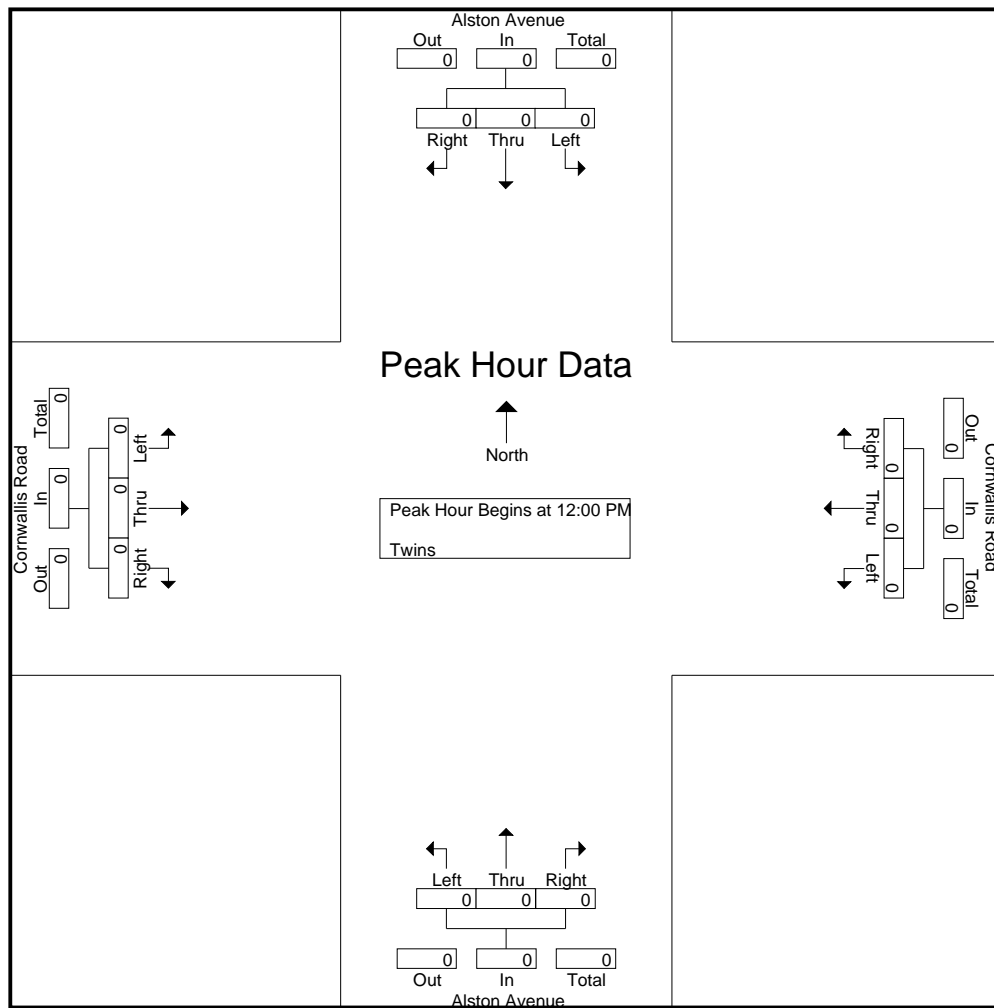 Alston Avenue
Out In Total
0 0 0
0 0 0
Right Thru Left
Peak Hour Data
North
Peak Hour Begins at 12:00 PM
Twins
Cornwallis Road
Total In Out
0 0 0
0 0 0
Left Thru Right
Cornwallis Road
Out In Total
0 0 0
0 0 0
Right Thru Left
Left Thru Right
0 0 0
0 0 0
Out In Total
Alston Avenue